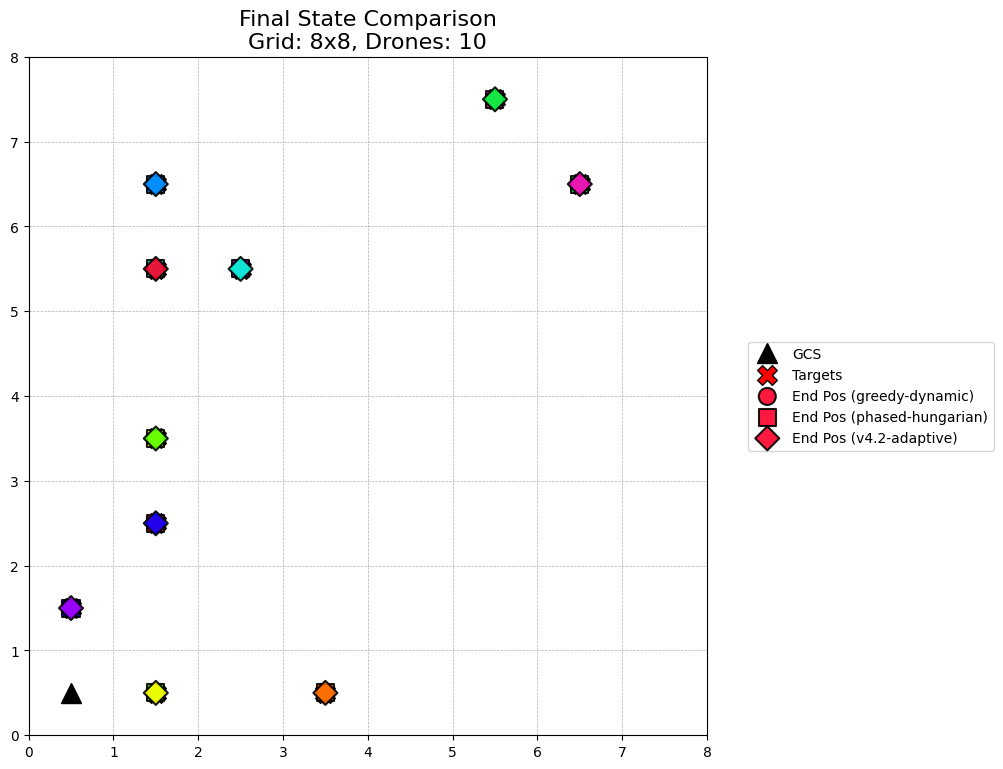 Final State Comparison
Grid: 8x8, Drones: 10
8
7
6
5
4
3
2
1
0
0 1 2 3 4 5 6 7 8
GCS
Targets
End Pos (greedy-dynamic)
End Pos (phased-hungarian)
End Pos (v4.2-adaptive)